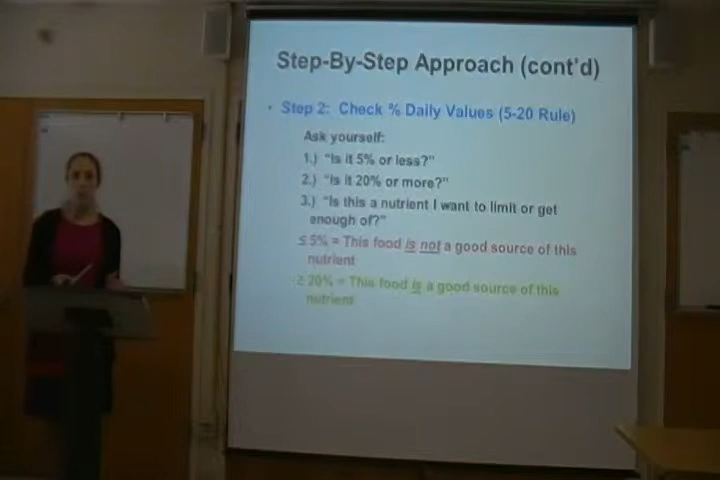 Step-By-Step Approach (cont'd)
• Step 2: Check % Daily Values (5-20 Rule)
Ask yourself:
1.) "Is it 5% or less?"
2.) "Is it 20% or more?"
3.) "Is this a nutrient I want to limit or get
enough of?"
≤ 5% = This food is not a good source of this
nutrient
≥ 20% = This food is a good source of this
nutrient